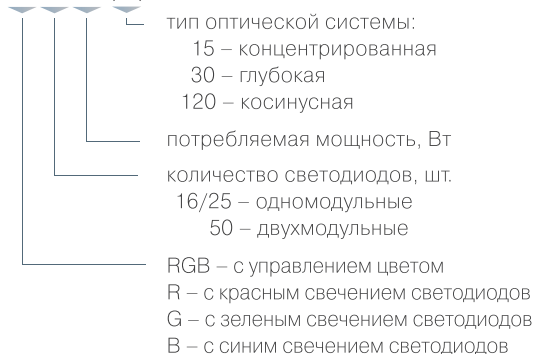 тип оптической системы:
15 – концентрированная
30 – глубокая
120 – косинусная
потребляемая мощность, Вт
количество светодиодов, шт.
16/25 – одномодульные
50 – двухмодульные
RGB – с управлением цветом
R – с красным свечением светодиодов
G – с зеленым свечением светодиодов
B – с синим свечением светодиодов